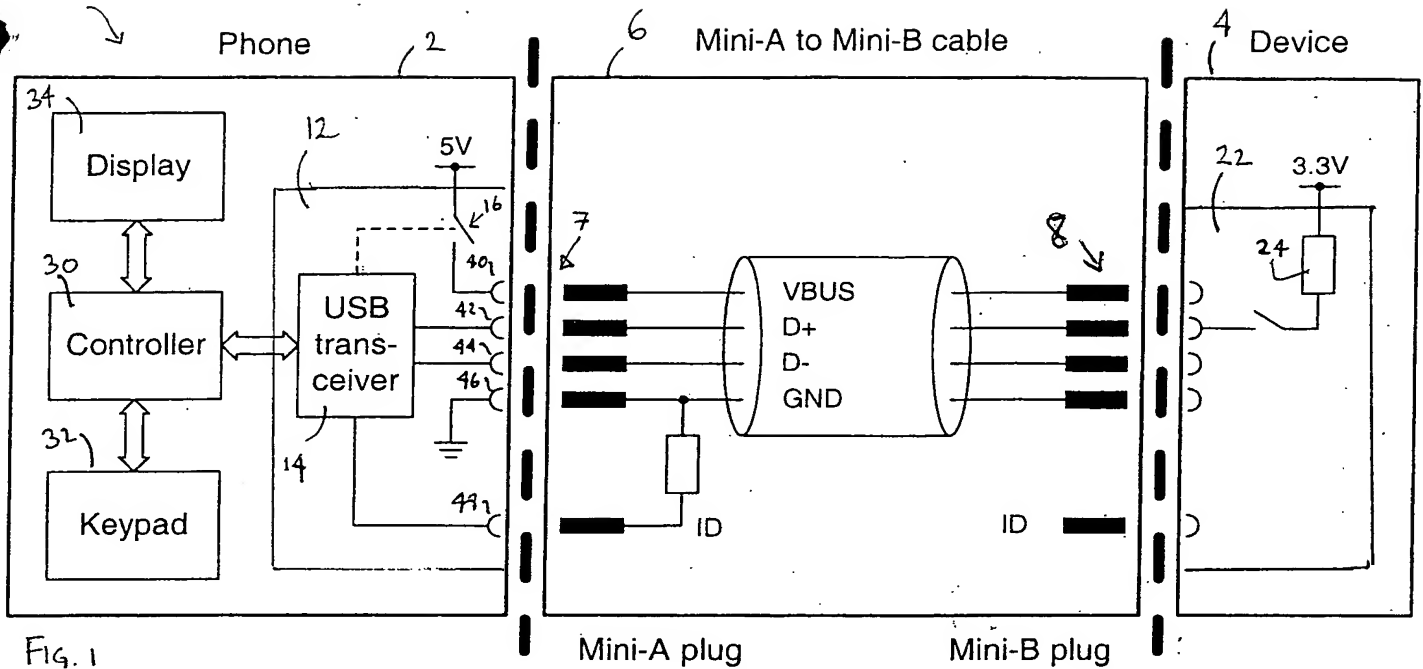 Phone
2
6
Mini-A to Mini-B cable
4
Device
34
Display
12
5V
16
7
8
22
3.3V
24
30
Controller
USB
trans-
ceiver
14
40
42
44
46
48
VBUS
D+
D-
GND
32
Keypad
ID
ID
Mini-A plug
Mini-B plug
FIG. 1